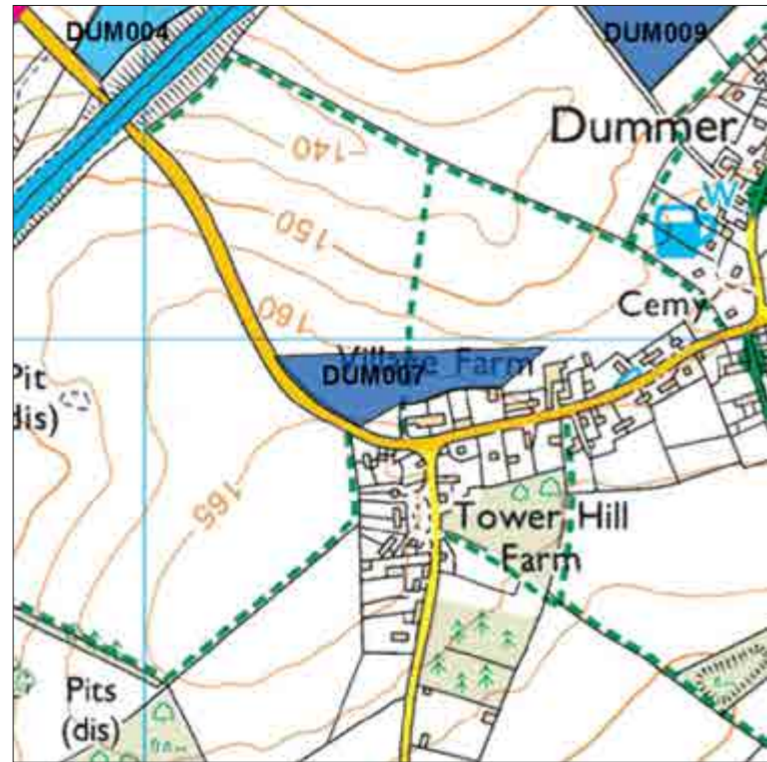 DUM004
DUM009
Dummer
140
W
150
Cemy
160
Village Farm
DUM007
Pit
(dis)
165
Tower Hill
Farm
Pits
(dis)